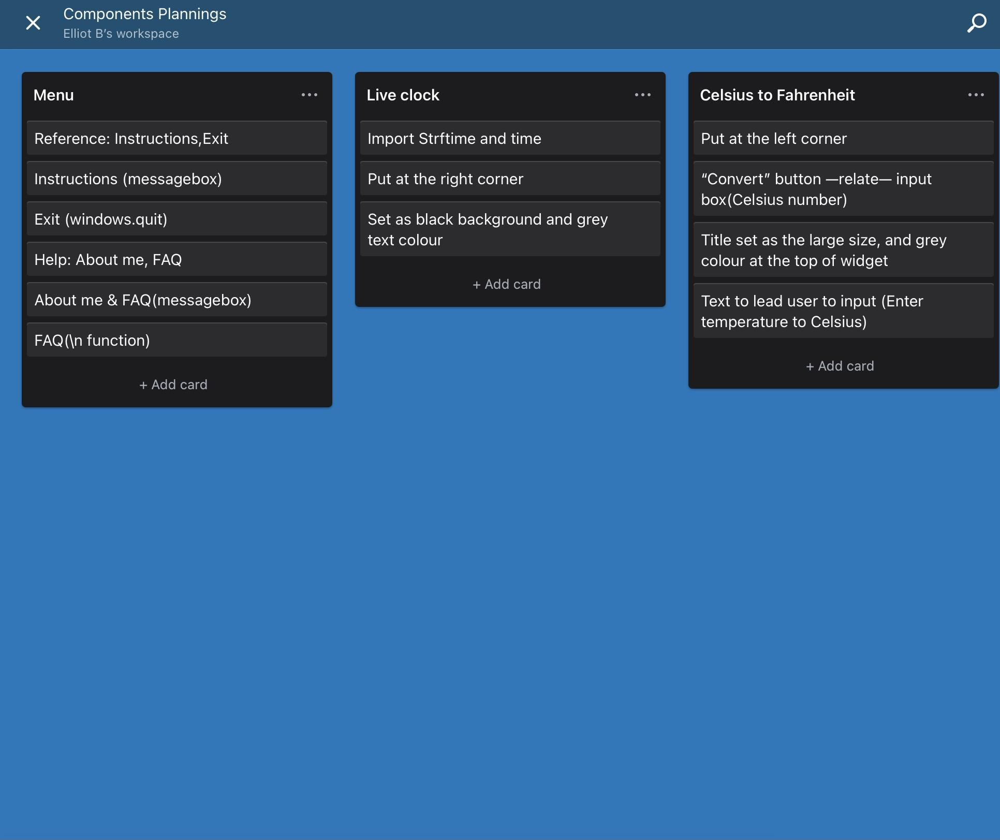 Components Plannings
Elliot B’s workspace
Menu
Reference: Instructions,Exit
Instructions (messagebox)
Exit (windows.quit)
Help: About me, FAQ
About me & FAQ(messagebox)
FAQ(\n function)
+ Add card
Live clock
Import Strftime and time
Put at the right corner
Set as black background and grey
text colour
+ Add card
Celsius to Fahrenheit
Put at the left corner
“Convert” button —relate— input
box(Celsius number)
Title set as the large size, and grey
colour at the top of widget
Text to lead user to input (Enter
temperature to Celsius)
+ Add card